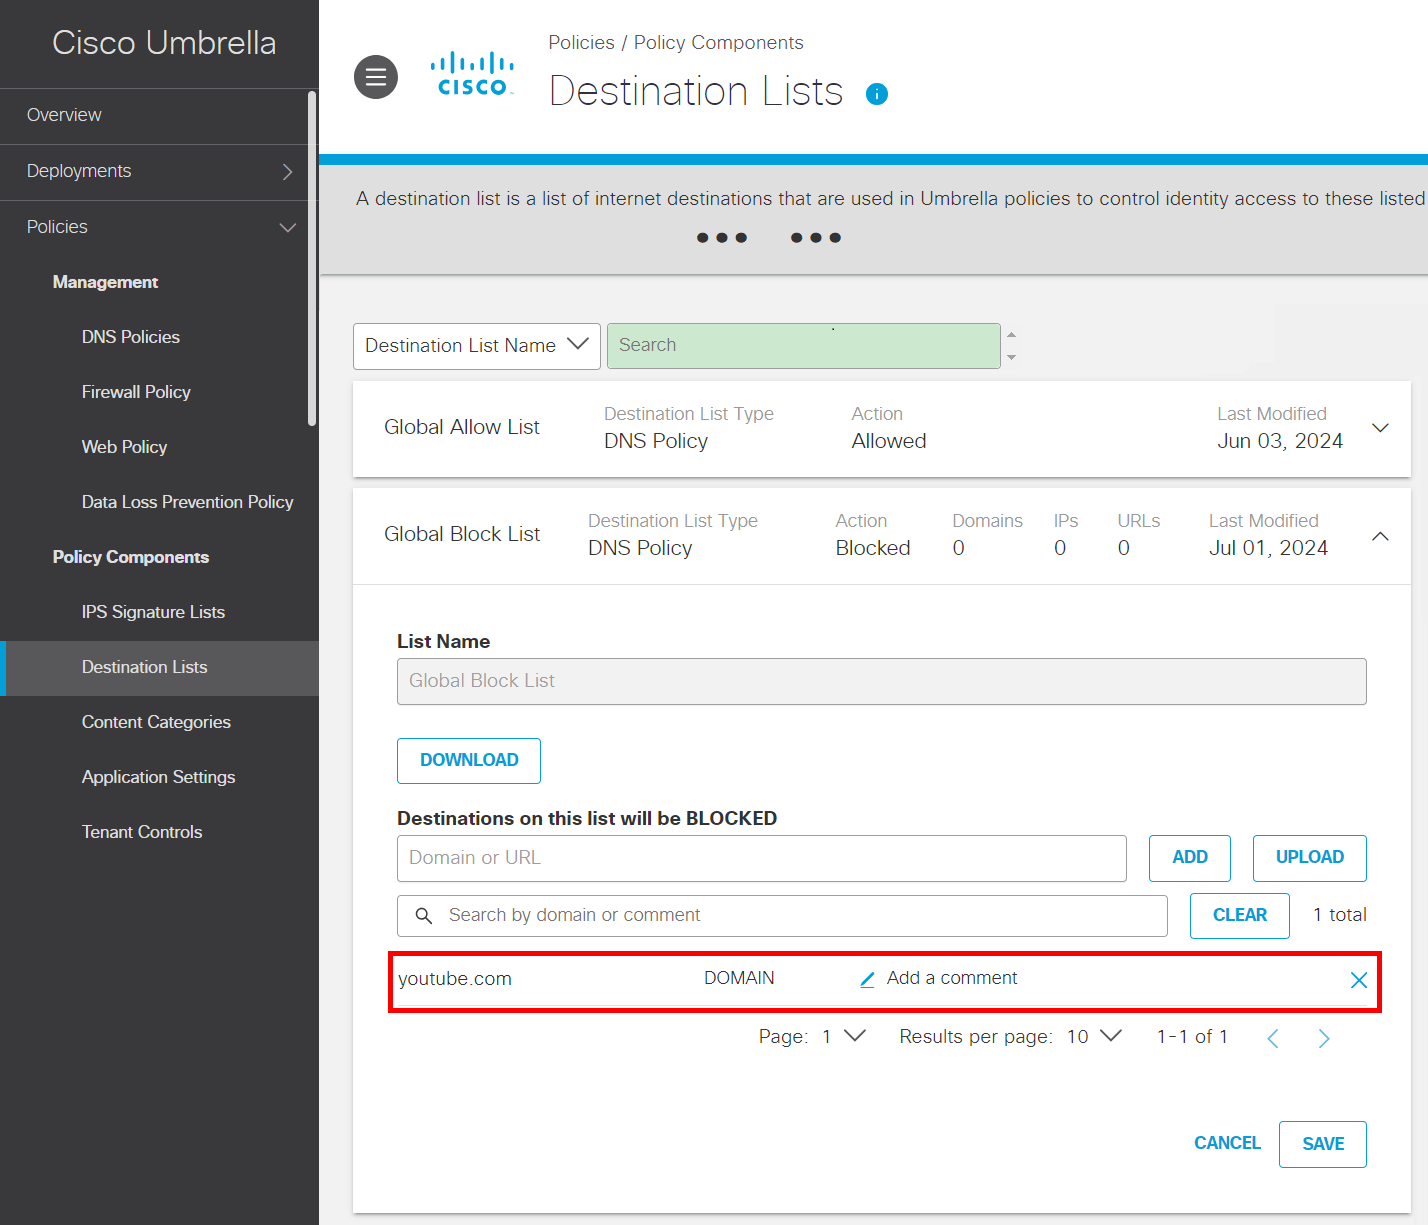 Cisco Umbrella
Overview
Deployments
Policies
Management
DNS Policies
Firewall Policy
Web Policy
Data Loss Prevention Policy
Policy Components
IPS Signature Lists
Destination Lists
Content Categories
Application Settings
Tenant Controls
CISCO
Policies / Policy Components
Destination Lists
A destination list is a list of internet destinations that are used in Umbrella policies to control identity access to these listed
Destination List Name
Search
Global Allow List
Destination List Type
DNS Policy
Action
Allowed
Last Modified
Jun 03, 2024
Global Block List
Destination List Type
DNS Policy
Action
Blocked
Domains
0
IPs
0
URLs
0
Last Modified
Jul 01, 2024
List Name
Global Block List
DOWNLOAD
Destinations on this list will be BLOCKED
Domain or URL
ADD
UPLOAD
Search by domain or comment
CLEAR
1 total
youtube.com DOMAIN Add a comment
Page: 1 Results per page: 10 1-1 of 1
CANCEL
SAVE